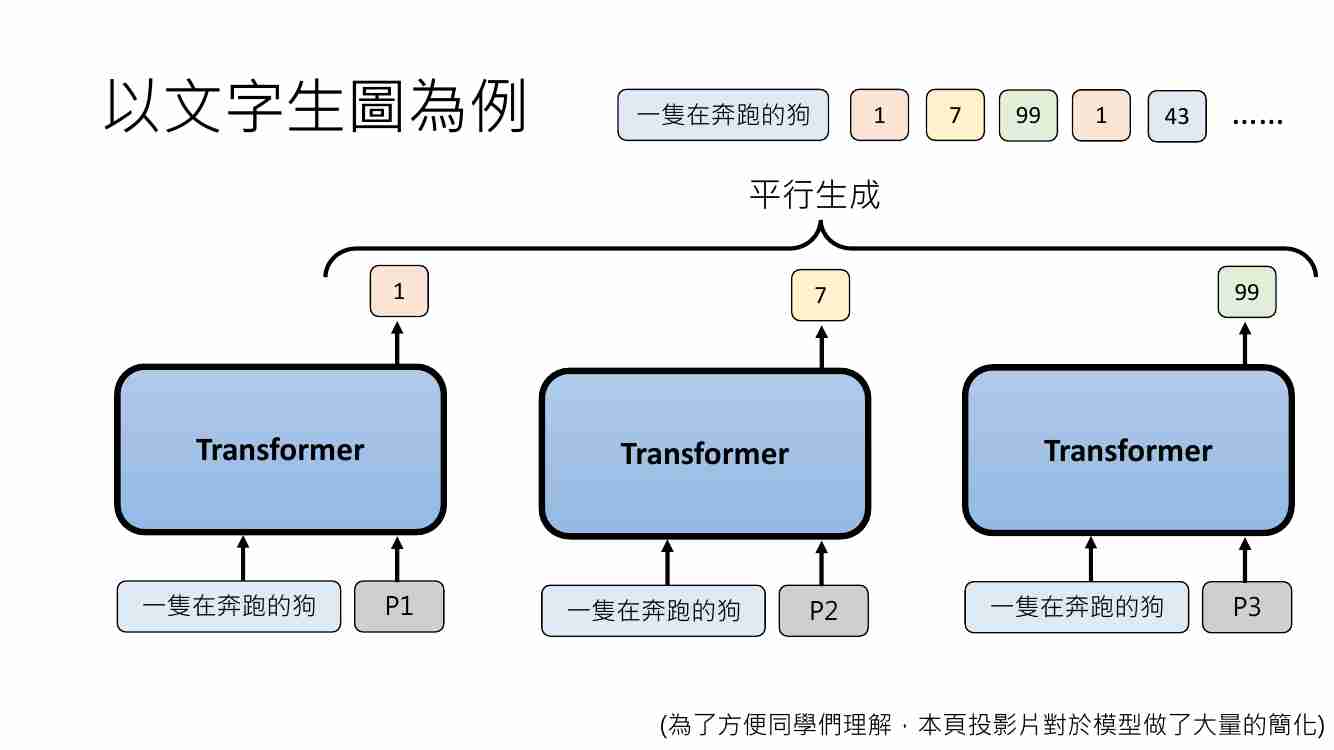 以文字生圖為例
一隻在奔跑的狗 1 7 99 1 43 ......
平行生成
1 7 99
Transformer Transformer Transformer
一隻在奔跑的狗 P1 一隻在奔跑的狗 P2 一隻在奔跑的狗 P3
(為了方便同學們理解，本頁投影片對於模型做了大量的簡化)